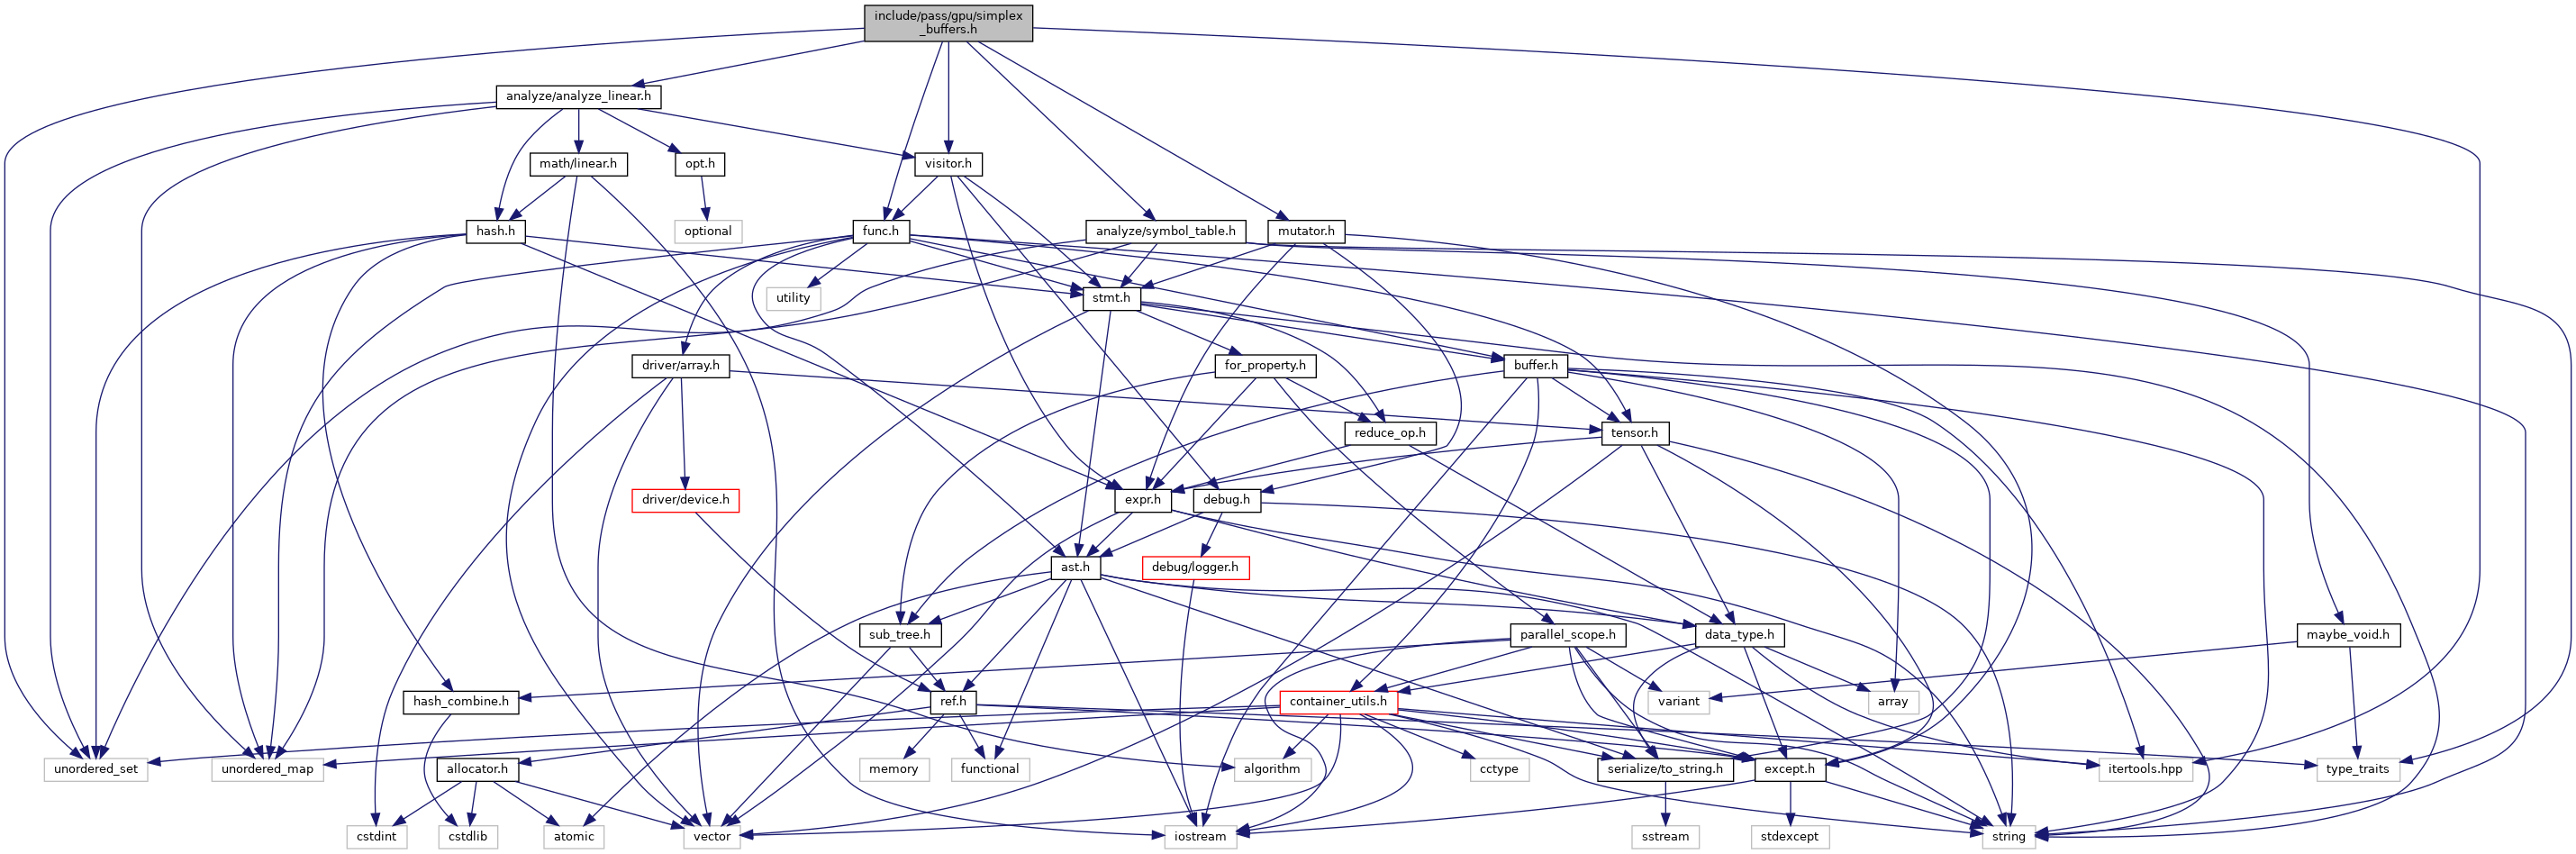 include/pass/gpu/simplex
_buffers.h
analyze/analyze_linear.h
math/linear.h
opt.h
visitor.h
hash.h
optional
func.h
analyze/symbol_table.h
mutator.h
utility
stmt.h
driver/array.h
for_property.h
buffer.h
reduce_op.h
tensor.h
driver/device.h
expr.h
debug.h
ast.h
debug/logger.h
sub_tree.h
parallel_scope.h
data_type.h
maybe_void.h
hash_combine.h
ref.h
container_utils.h
variant
array
unordered_set
unordered_map
allocator.h
memory
functional
algorithm
cctype
serialize/to_string.h
except.h
itertools.hpp
type_traits
cstdint
cstdlib
atomic
vector
iostream
sstream
stdexcept
string